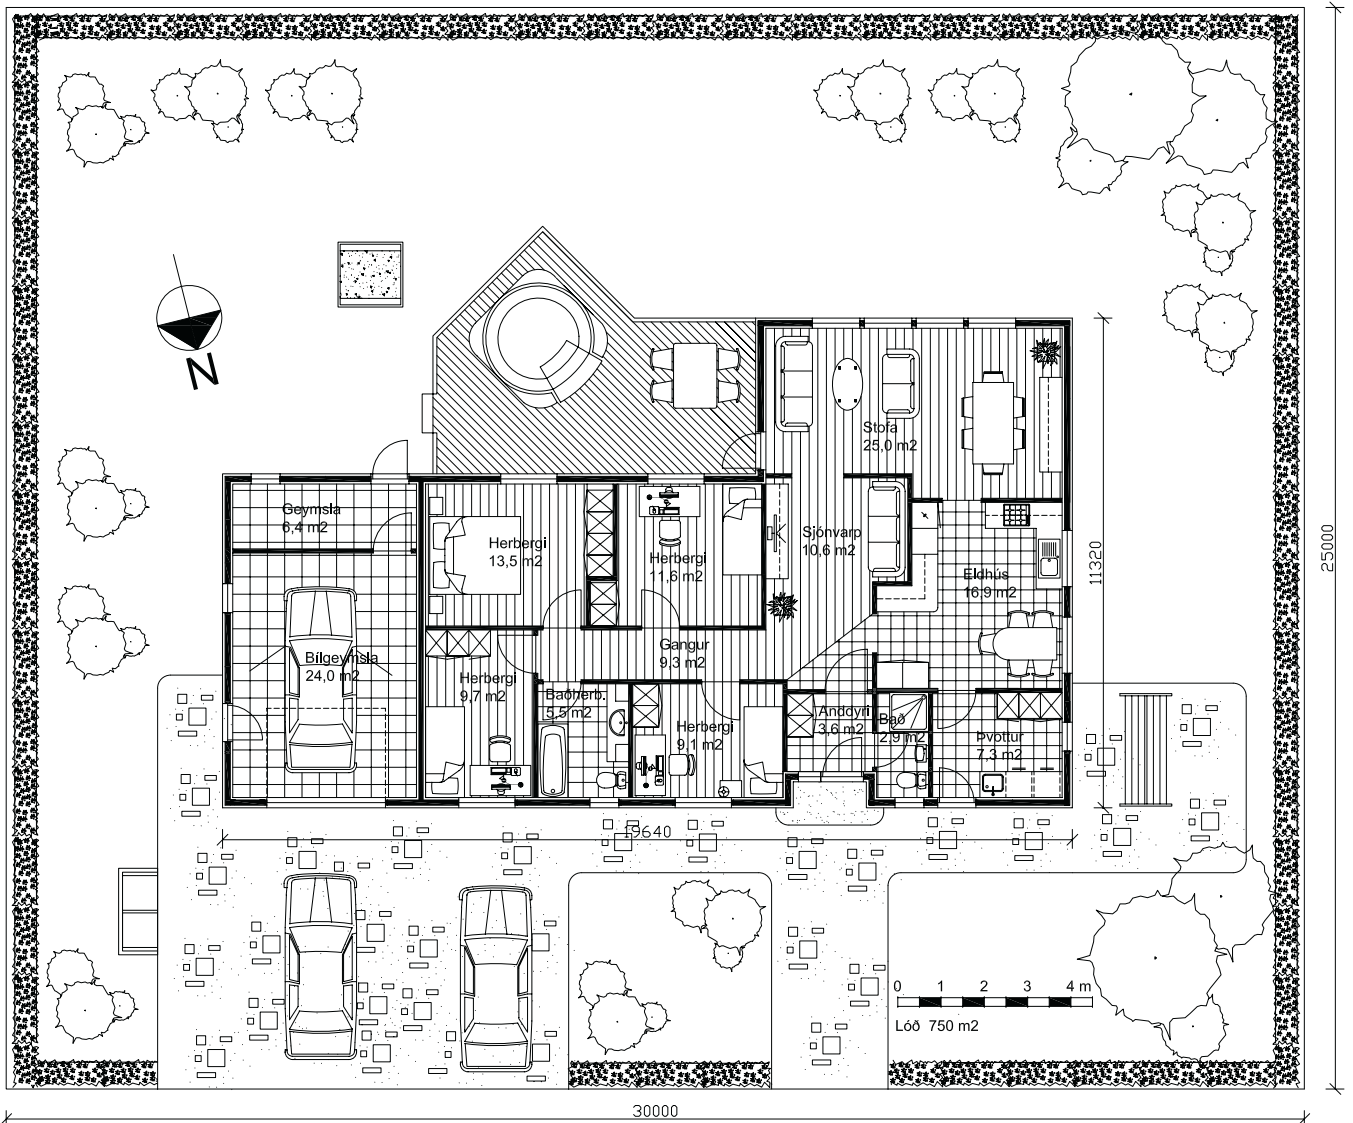 N
Stofa
25,0 m2
Geymsla
6,4 m2
Herbergi
13,5 m2
Herbergi
11,6 m2
Sjónvarp
10,6 m2
Eldhús
16,9 m2
Bílgeymsla
24,0 m2
Gangur
9,3 m2
Herbergi
9,7 m2
Baðherb.
5,5 m2
Herbergi
9,1 m2
Anddyri
3,6 m2
Bað
2,9 m2
Þvottur
7,3 m2
11320
25000
19640
0 1 2 3 4 m
Lóð 750 m2
30000